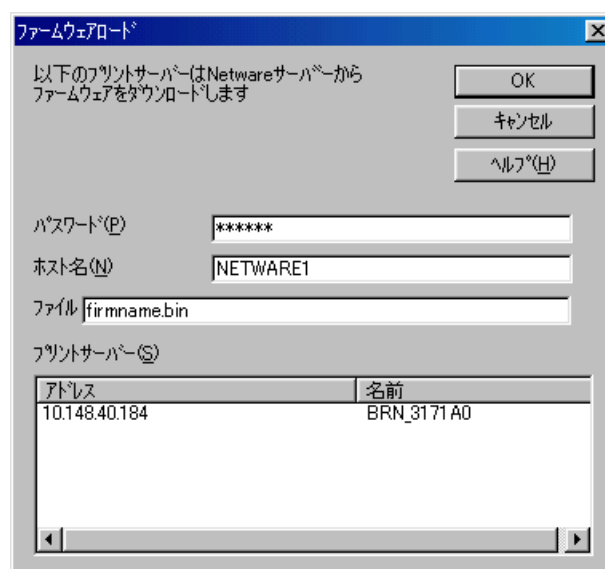 ファームウェアロード
以下のプリントサーバーはNetwareサーバーから
ファームウェアをダウンロードします
OK
キャンセル
ヘルプ(H)
パスワード(P)
******
ホスト名(N)
NETWARE1
ファイル
firmname.bin
プリントサーバー(S)
アドレス 名前
10.148.40.184 BRN_3171A0